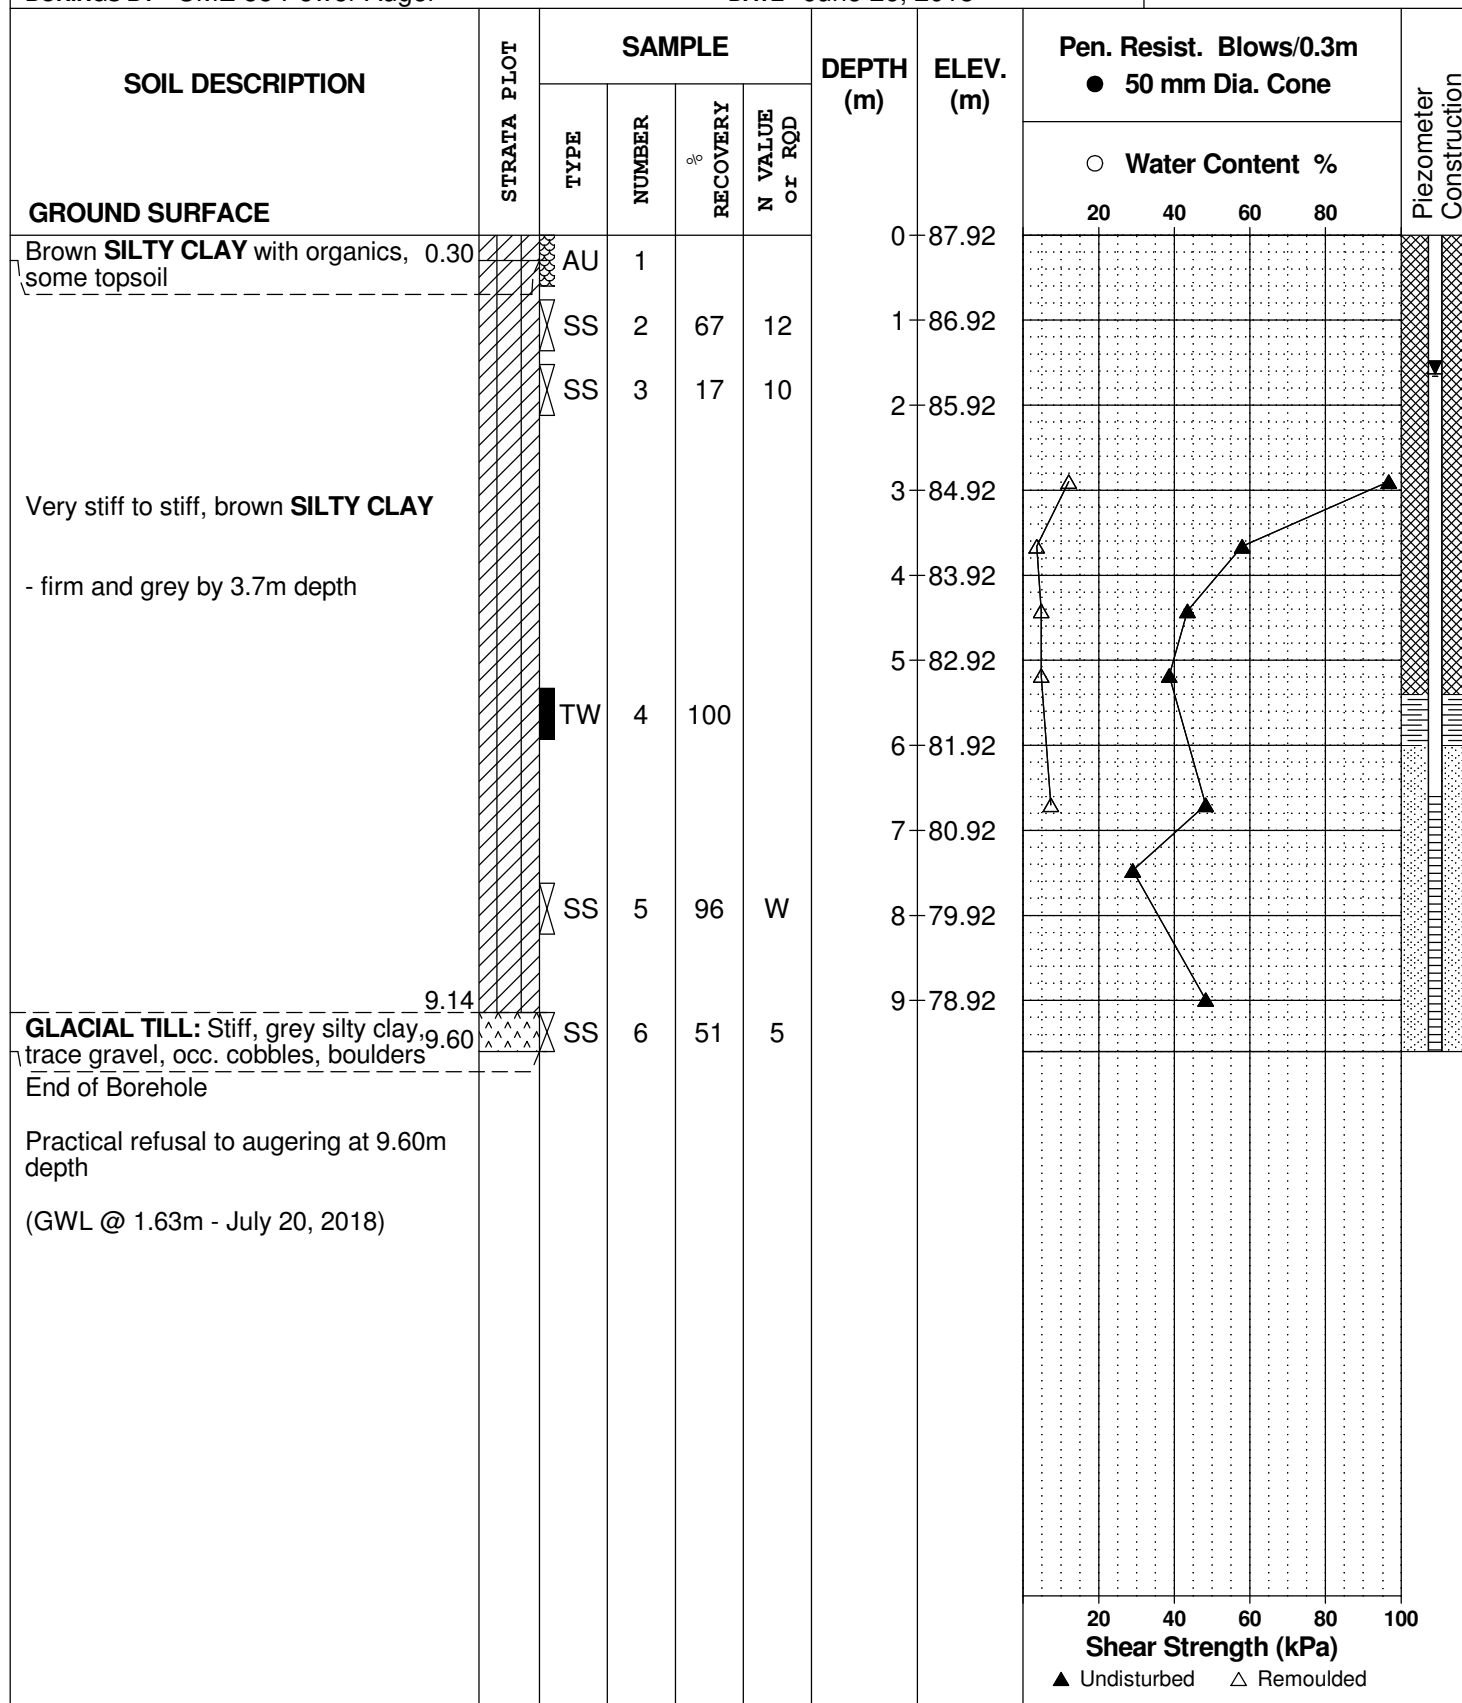 SOIL DESCRIPTION
GROUND SURFACE
STRATA PLOT
SAMPLE
TYPE
NUMBER
%
RECOVERY
N VALUE
or RQD
DEPTH
(m)
ELEV.
(m)
Pen. Resist. Blows/0.3m
● 50 mm Dia. Cone
○ Water Content %
20 40 60 80
Piezometer
Construction
Brown SILTY CLAY with organics, 0.30
some topsoil
AU 1
0 87.92
SS 2 67 12
1 86.92
SS 3 17 10
2 85.92
Very stiff to stiff, brown SILTY CLAY
3 84.92
- firm and grey by 3.7m depth
4 83.92
5 82.92
TW 4 100
6 81.92
7 80.92
SS 5 96 W
8 79.92
9.14
9 78.92
GLACIAL TILL: Stiff, grey silty clay, 9.60
trace gravel, occ. cobbles, boulders
SS 6 51 5
End of Borehole
Practical refusal to augering at 9.60m
depth
(GWL @ 1.63m - July 20, 2018)
20 40 60 80 100
Shear Strength (kPa)
▲ Undisturbed △ Remoulded